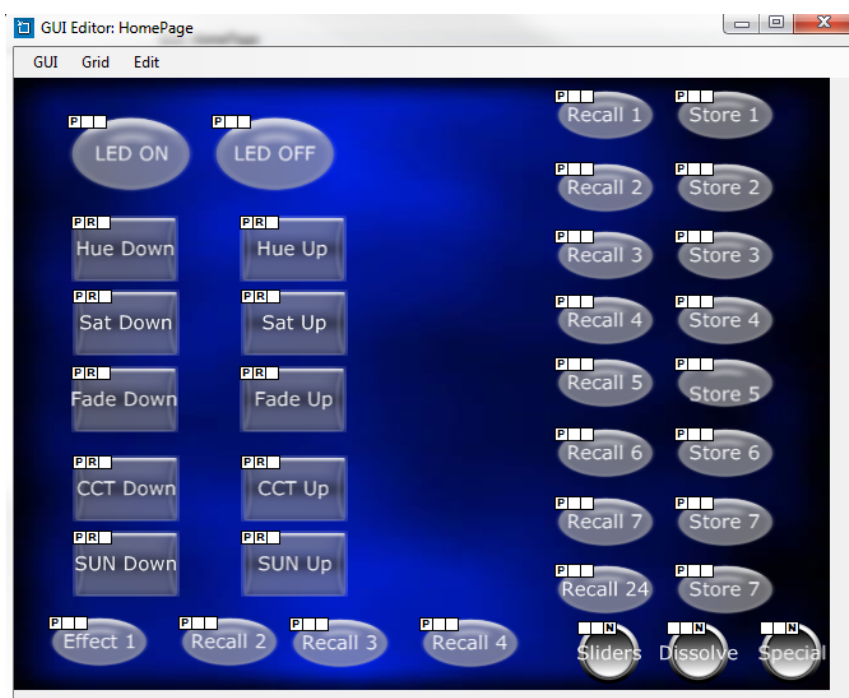 GUI Editor: HomePage
GUI Grid Edit
P P P P
LED ON LED OFF Recall 1 Store 1
P P
Recall 2 Store 2
P R P R P P
Hue Down Hue Up Recall 3 Store 3
P R P R P P
Sat Down Sat Up Recall 4 Store 4
P R P R P P
Fade Down Fade Up Recall 5 Store 5
P R P R P P
CCT Down CCT Up Recall 6 Store 6
P R P R P P
SUN Down SUN Up Recall 7 Store 7
P P
Recall 24 Store 7
P P P P N N N
Effect 1 Recall 2 Recall 3 Recall 4 Sliders Dissolve Special